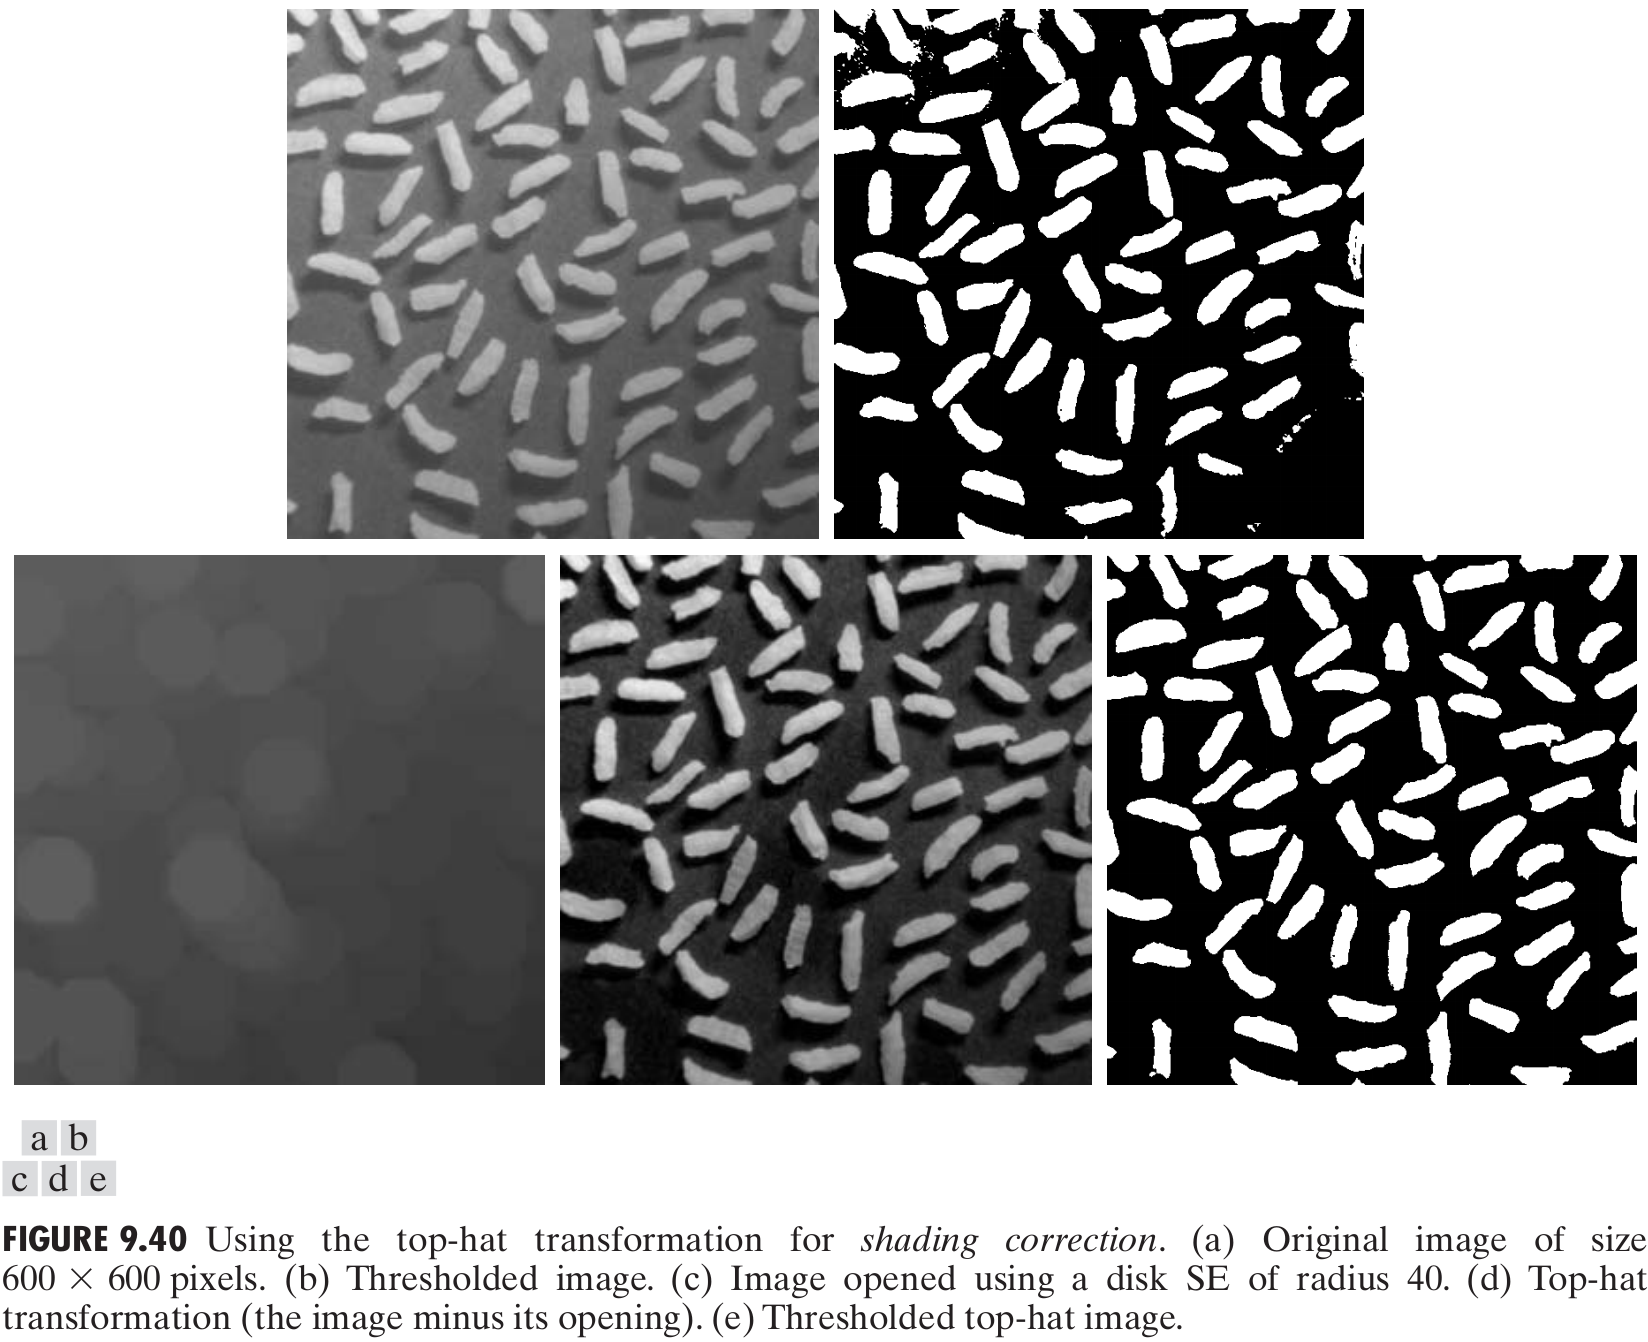 a b
c d e
FIGURE 9.40 Using the top-hat transformation for shading correction. (a) Original image of size
600 × 600 pixels. (b) Thresholded image. (c) Image opened using a disk SE of radius 40. (d) Top-hat
transformation (the image minus its opening). (e) Thresholded top-hat image.